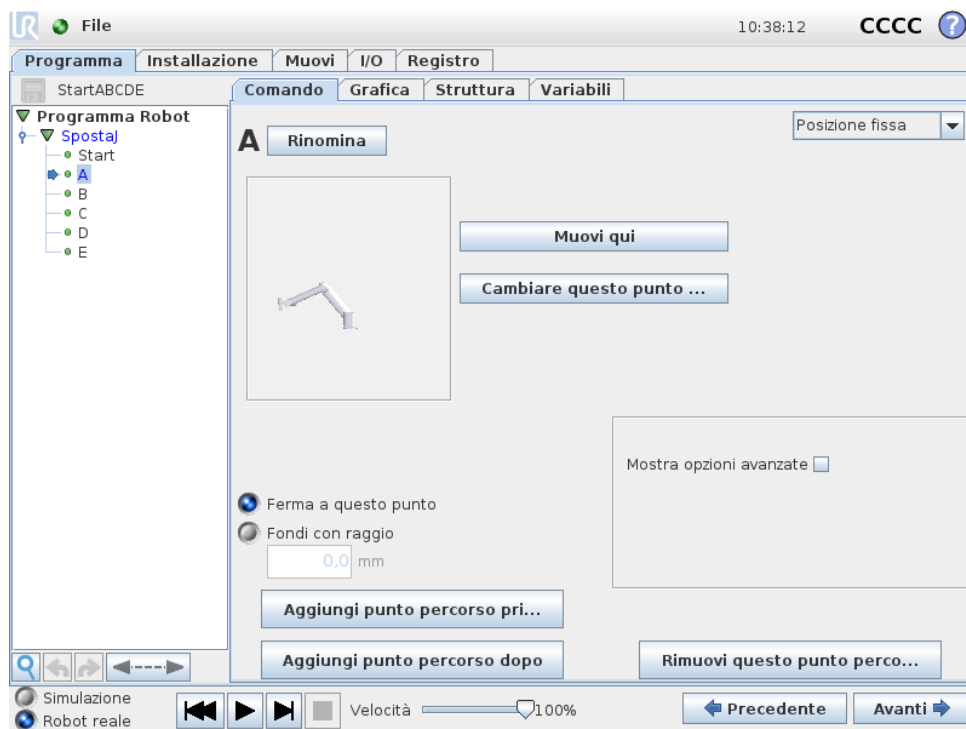 UR File 10:38:12 CCCC ?
Programma Installazione Muovi I/O Registro
StartABCDE Comando Grafica Struttura Variabili
Programma Robot
SpostaJ
Start
A
B
C
D
E
A Rinomina Posizione fissa
Muovi qui
Cambiare questo punto ...
Mostra opzioni avanzate
Ferma a questo punto
Fondi con raggio
0,0 mm
Aggiungi punto percorso pri...
Aggiungi punto percorso dopo Rimuovi questo punto perco...
Simulazione
Robot reale
Velocità 100% Precedente Avanti